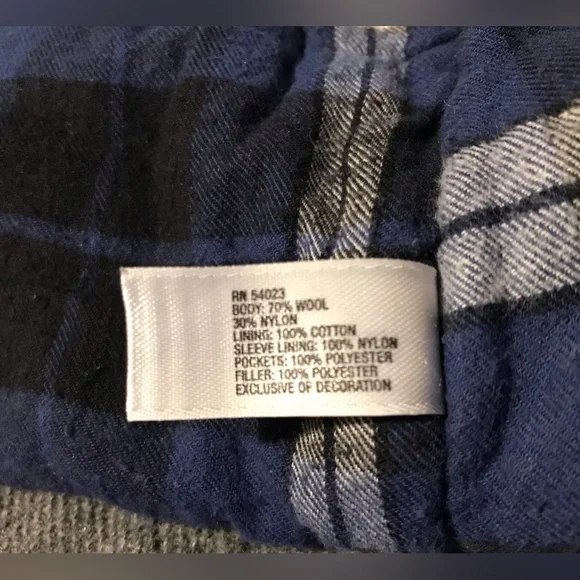 RN 54023
BODY: 70% WOOL
30% NYLON
LINING: 100% COTTON
SLEEVE LINING: 100% NYLON
POCKETS: 100% POLYESTER
FILLER: 100% POLYESTER
EXCLUSIVE OF DECORATION